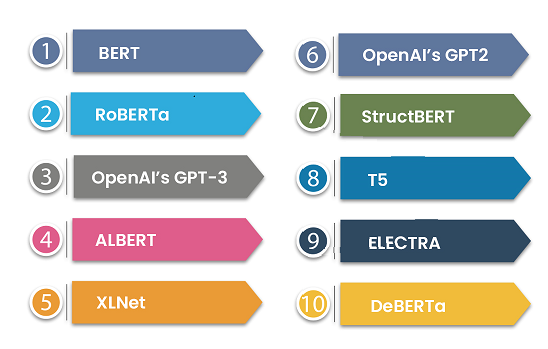 1 BERT
2 RoBERTa
3 OpenAI's GPT-3
4 ALBERT
5 XLNet
6 OpenAI's GPT2
7 StructBERT
8 T5
9 ELECTRA
10 DeBERTa